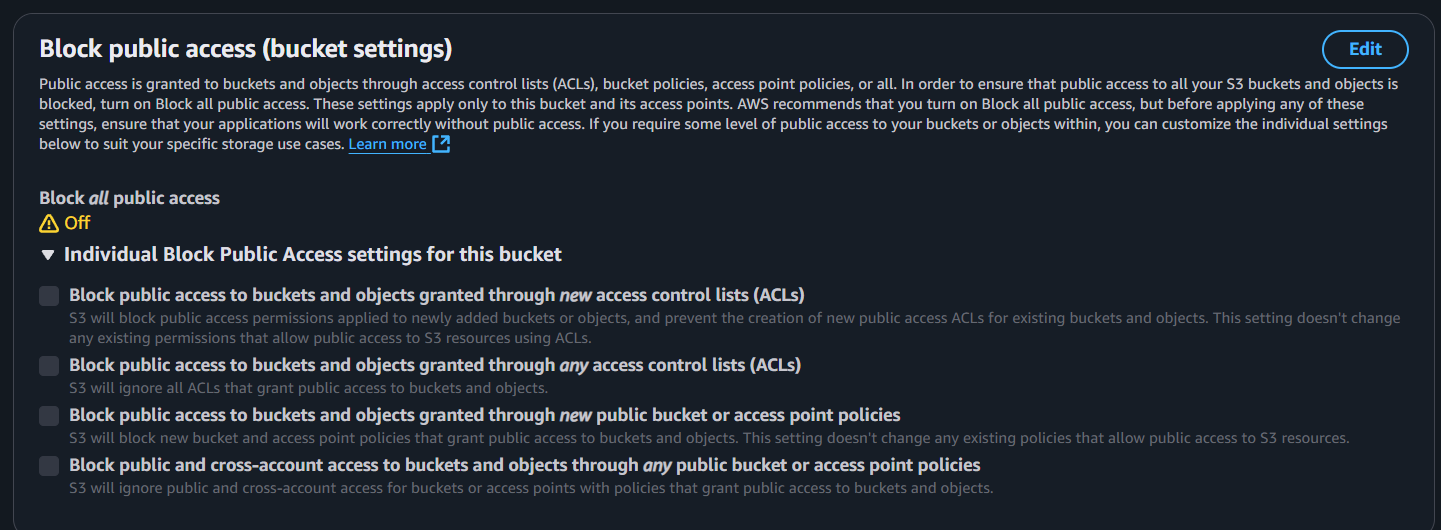 Block public access (bucket settings)
Edit
Public access is granted to buckets and objects through access control lists (ACLs), bucket policies, access point policies, or all. In order to ensure that public access to all your S3 buckets and objects is
blocked, turn on Block all public access. These settings apply only to this bucket and its access points. AWS recommends that you turn on Block all public access, but before applying any of these
settings, ensure that your applications will work correctly without public access. If you require some level of public access to your buckets or objects within, you can customize the individual settings
below to suit your specific storage use cases. Learn more
Block all public access
Off
Individual Block Public Access settings for this bucket
Block public access to buckets and objects granted through new access control lists (ACLs)
S3 will block public access permissions applied to newly added buckets or objects, and prevent the creation of new public access ACLs for existing buckets and objects. This setting doesn't change
any existing permissions that allow public access to S3 resources using ACLs.
Block public access to buckets and objects granted through any access control lists (ACLs)
S3 will ignore all ACLs that grant public access to buckets and objects.
Block public access to buckets and objects granted through new public bucket or access point policies
S3 will block new bucket and access point policies that grant public access to buckets and objects. This setting doesn't change any existing policies that allow public access to S3 resources.
Block public and cross-account access to buckets and objects through any public bucket or access point policies
S3 will ignore public and cross-account access for buckets or access points with policies that grant public access to buckets and objects.